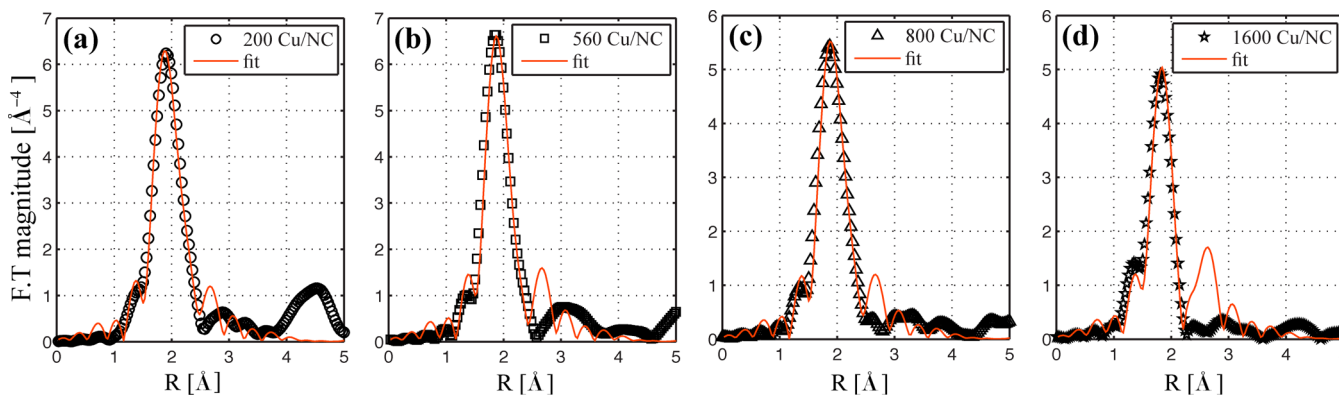 (a)
200 Cu/NC
fit
F.T magnitude [Å⁻⁴]
7
6
5
4
3
2
1
0
0 1 2 3 4 5
R [Å]
(b)
560 Cu/NC
fit
7
6
5
4
3
2
1
0
0 1 2 3 4 5
R [Å]
(c)
800 Cu/NC
fit
6
5
4
3
2
1
0
0 1 2 3 4 5
R [Å]
(d)
1600 Cu/NC
fit
6
5
4
3
2
1
0
0 1 2 3 4
R [Å]